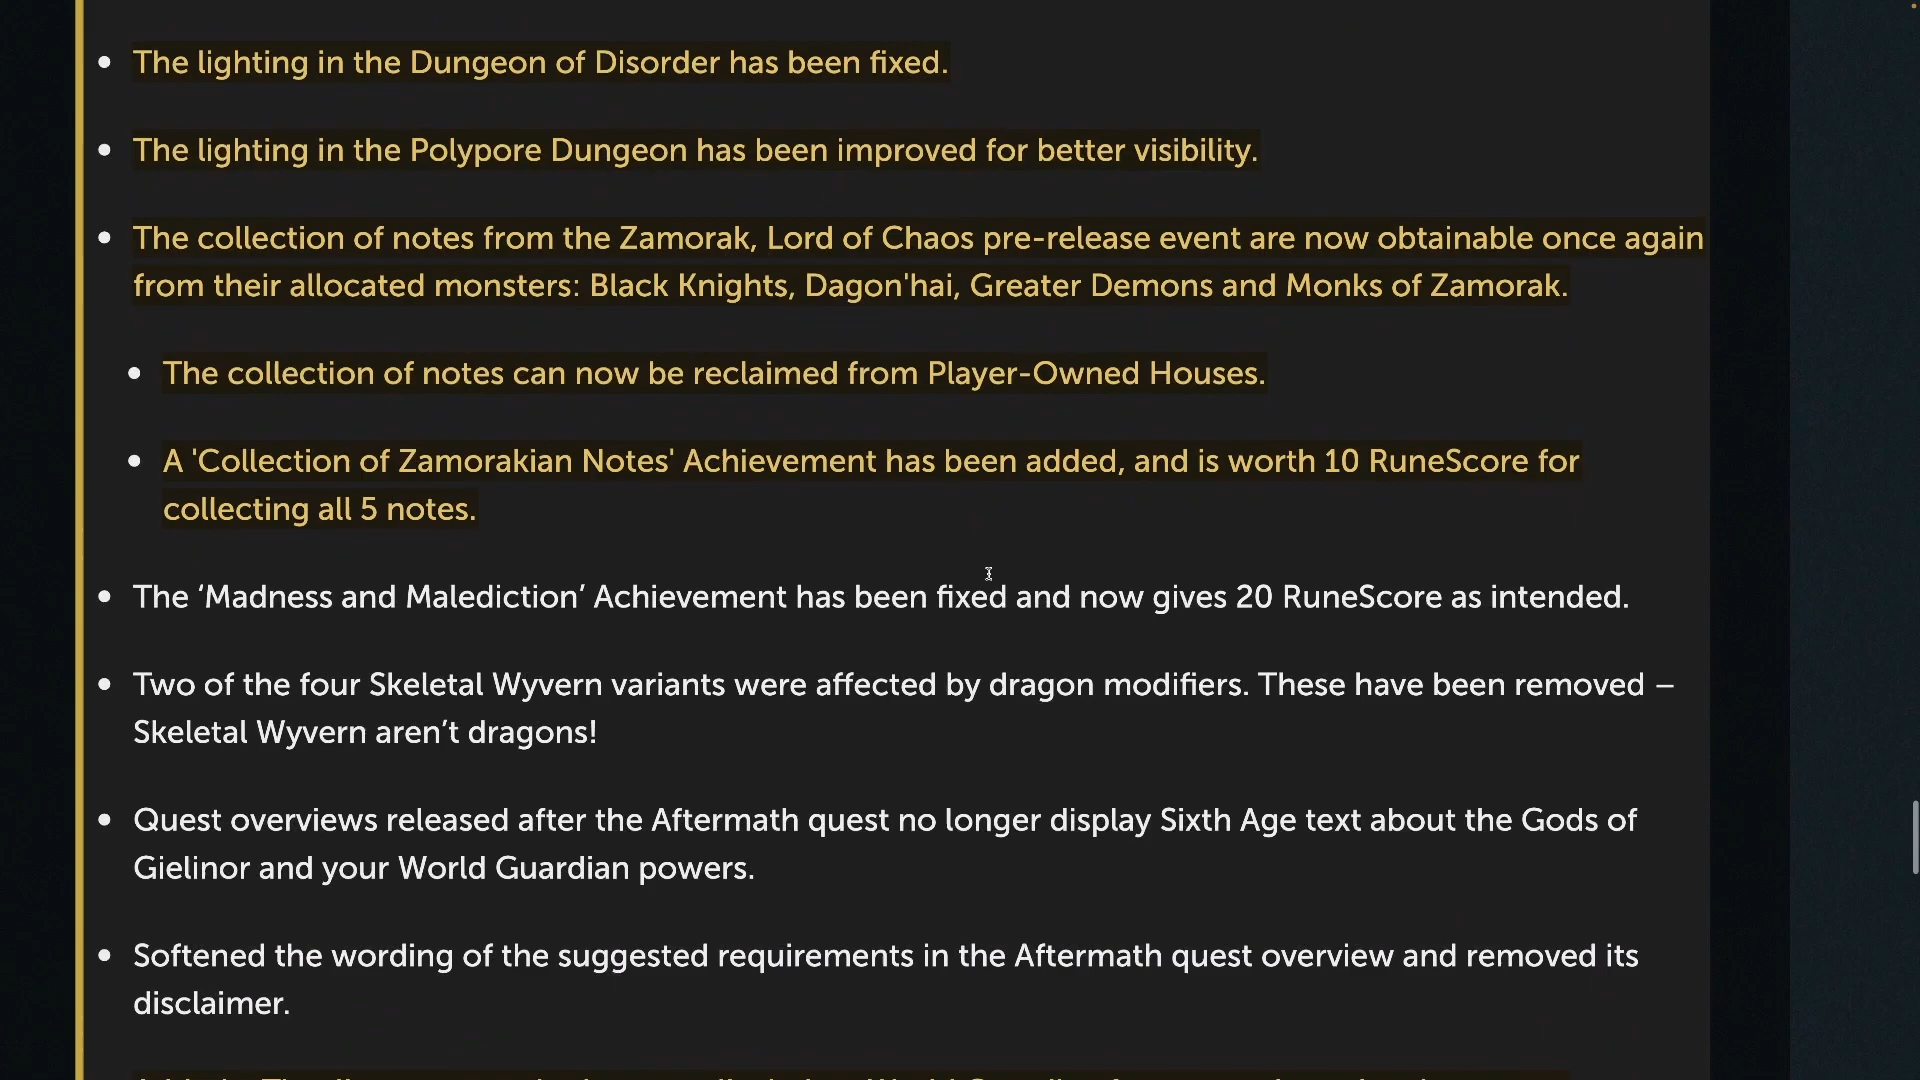 The lighting in the Dungeon of Disorder has been fixed.
The lighting in the Polypore Dungeon has been improved for better visibility.
The collection of notes from the Zamorak, Lord of Chaos pre-release event are now obtainable once again
from their allocated monsters: Black Knights, Dagon'hai, Greater Demons and Monks of Zamorak.
The collection of notes can now be reclaimed from Player-Owned Houses.
A 'Collection of Zamorakian Notes' Achievement has been added, and is worth 10 RuneScore for
collecting all 5 notes.
The ‘Madness and Malediction’ Achievement has been fixed and now gives 20 RuneScore as intended.
Two of the four Skeletal Wyvern variants were affected by dragon modifiers. These have been removed –
Skeletal Wyvern aren’t dragons!
Quest overviews released after the Aftermath quest no longer display Sixth Age text about the Gods of
Gielinor and your World Guardian powers.
Softened the wording of the suggested requirements in the Aftermath quest overview and removed its
disclaimer.